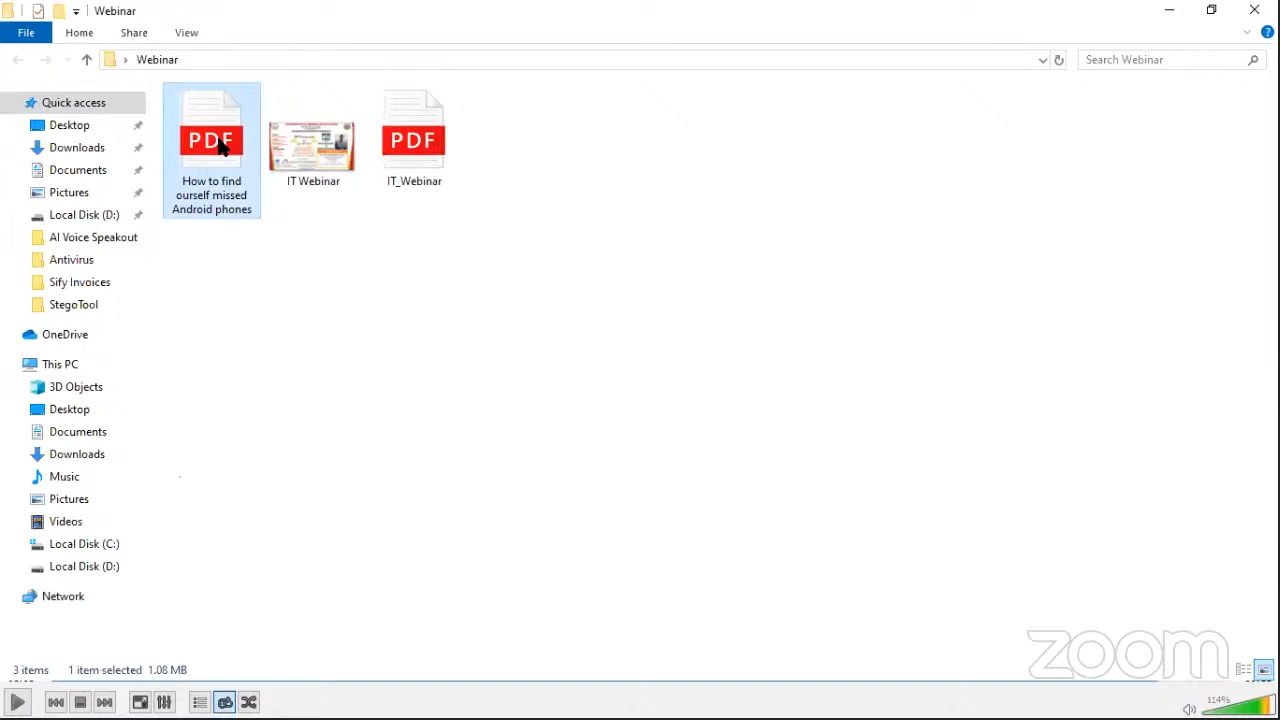 Webinar
File Home Share View
Webinar
Search Webinar
Quick access
Desktop
Downloads
Documents
Pictures
Local Disk (D:)
AI Voice Speakout
Antivirus
Sify Invoices
StegoTool
OneDrive
This PC
3D Objects
Desktop
Documents
Downloads
Music
Pictures
Videos
Local Disk (C:)
Local Disk (D:)
Network
PDF
How to find
ourself missed
Android phones
IT Webinar
PDF
IT_Webinar
zoom
3 items 1 item selected 1.08 MB
114%